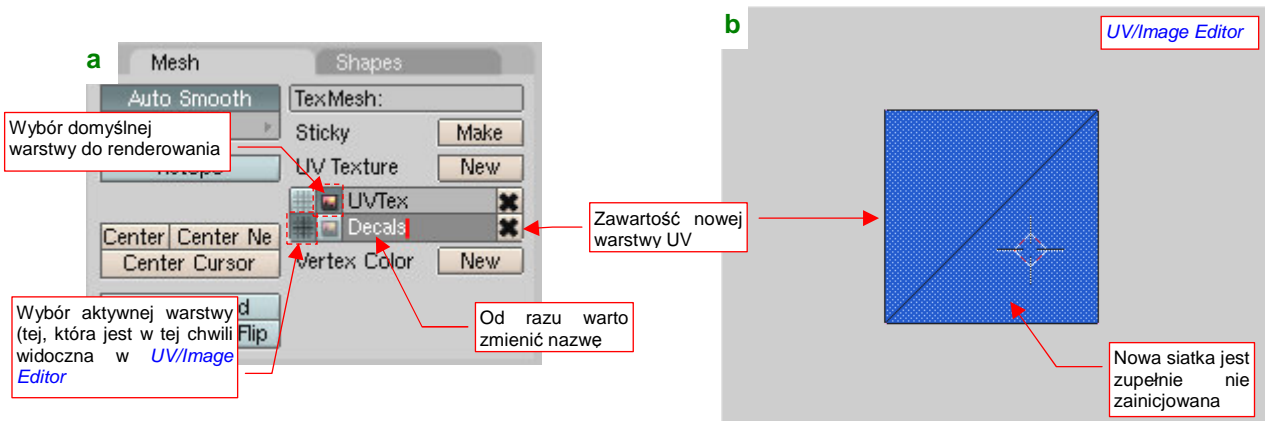 a
Mesh
Shapes
Auto Smooth
TexMesh:
Wybór domyślnej
warstwy do renderowania
Sticky
Make
UV Texture
New
UVTex
Decals
Center
Center Ne
Center Cursor
Vertex Color
New
Flip
Wybór aktywnej warstwy
(tej, która jest w tej chwili
widoczna w UV/Image
Editor
Od razu warto
zmienić nazwę
Zawartość nowej
warstwy UV
b
UV/Image Editor
Nowa siatka jest
zupełnie nie
zainicjowana